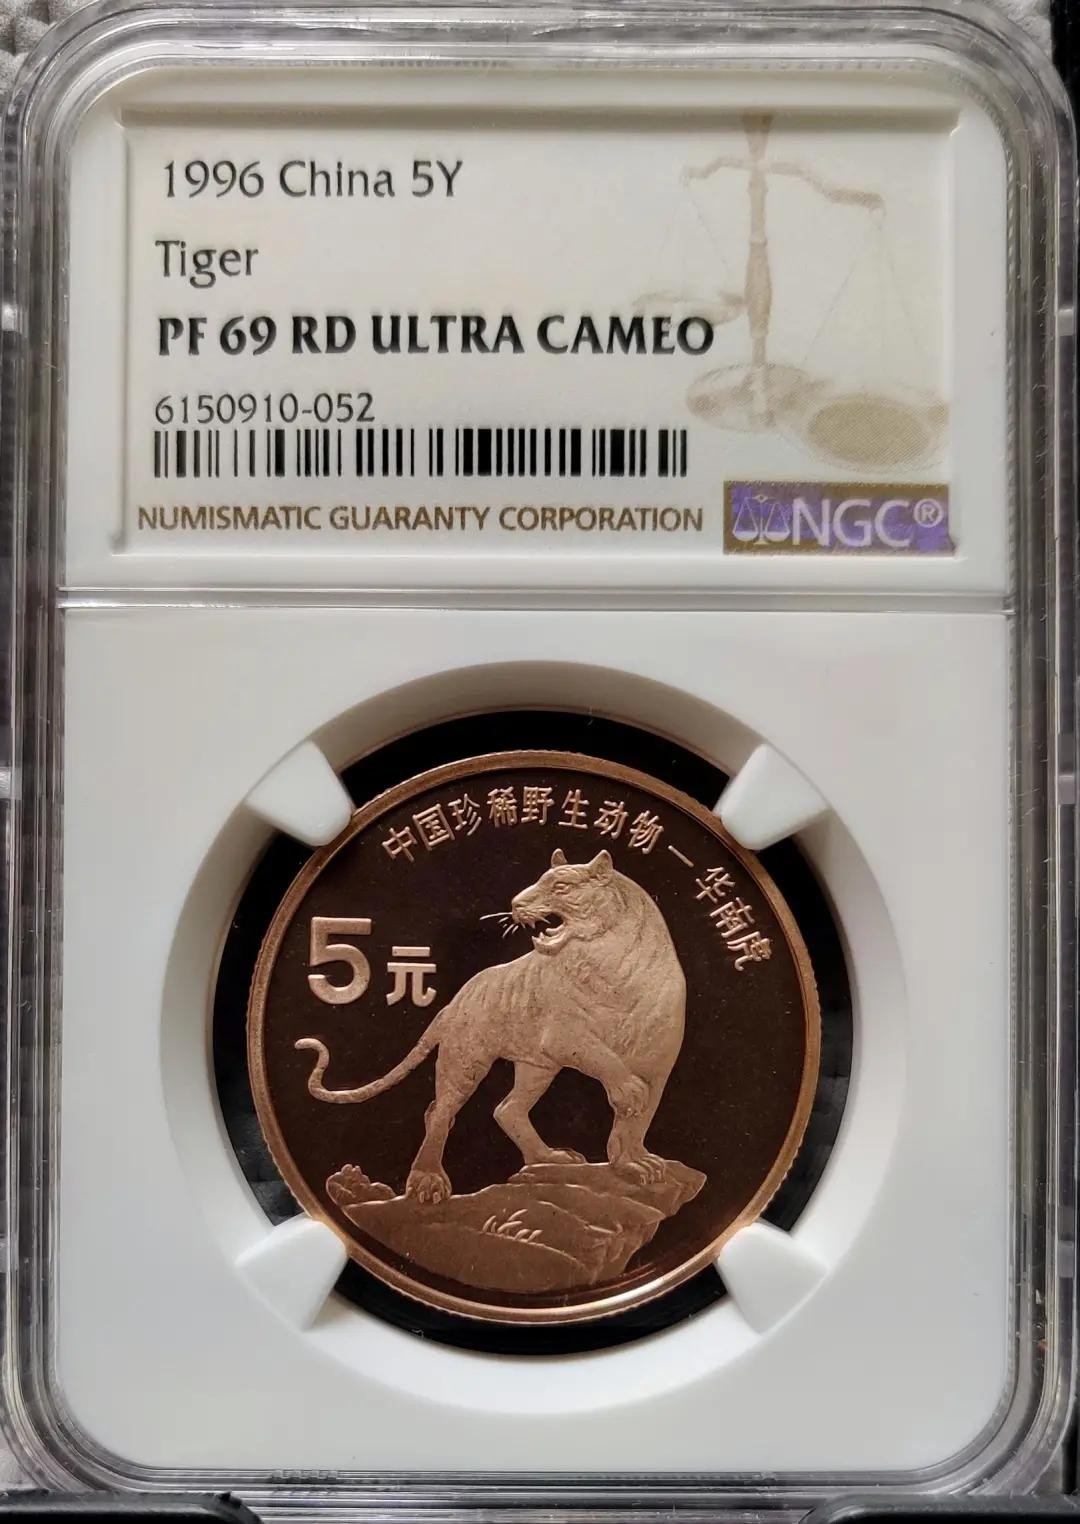 1996 China 5Y
Tiger
PF 69 RD ULTRA CAMEO
6150910-052
NUMISMATIC GUARANTY CORPORATION
NGC®
中国珍稀野生动物—华南虎
5元